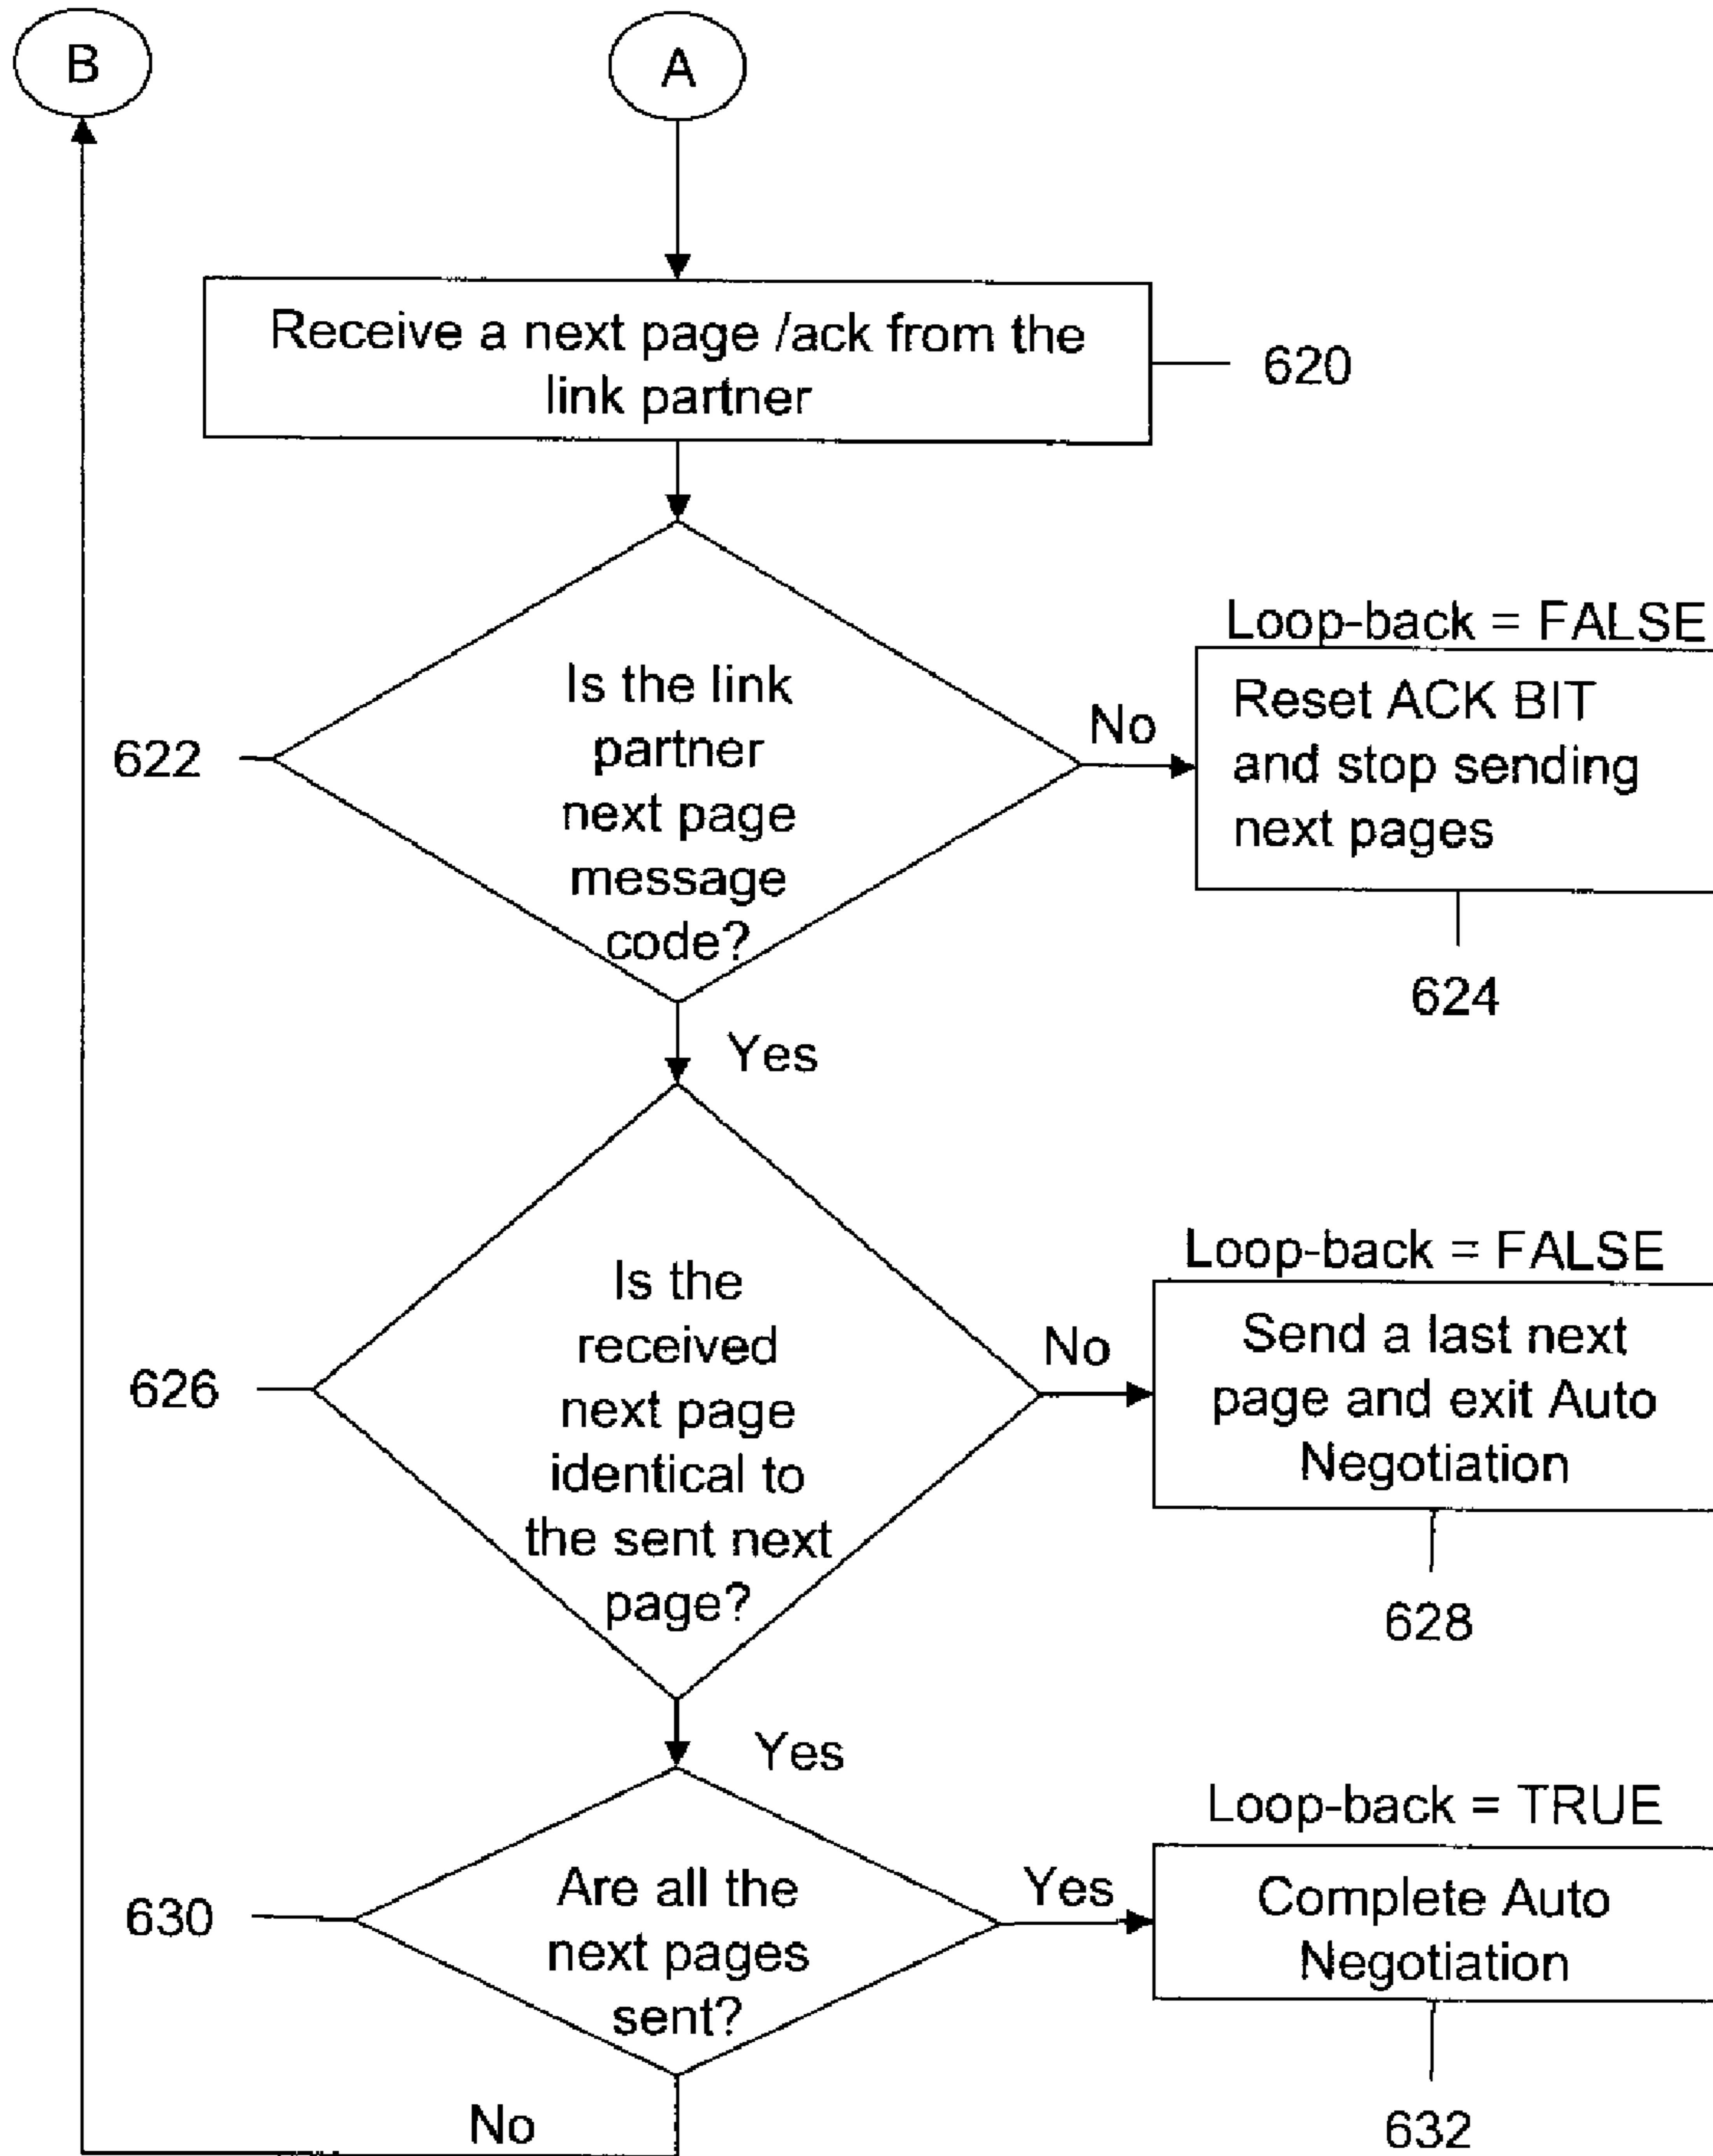 B
A
Receive a next page /ack from the
link partner
620
Loop-back = FALSE
Is the link
partner
next page
message
code?
622
No
Reset ACK BIT
and stop sending
next pages
624
Yes
Loop-back = FALSE
Is the
received
next page
identical to
the sent next
page?
626
No
Send a last next
page and exit Auto
Negotiation
628
Yes
Loop-back = TRUE
Are all the
next pages
sent?
630
Yes
Complete Auto
Negotiation
632
No